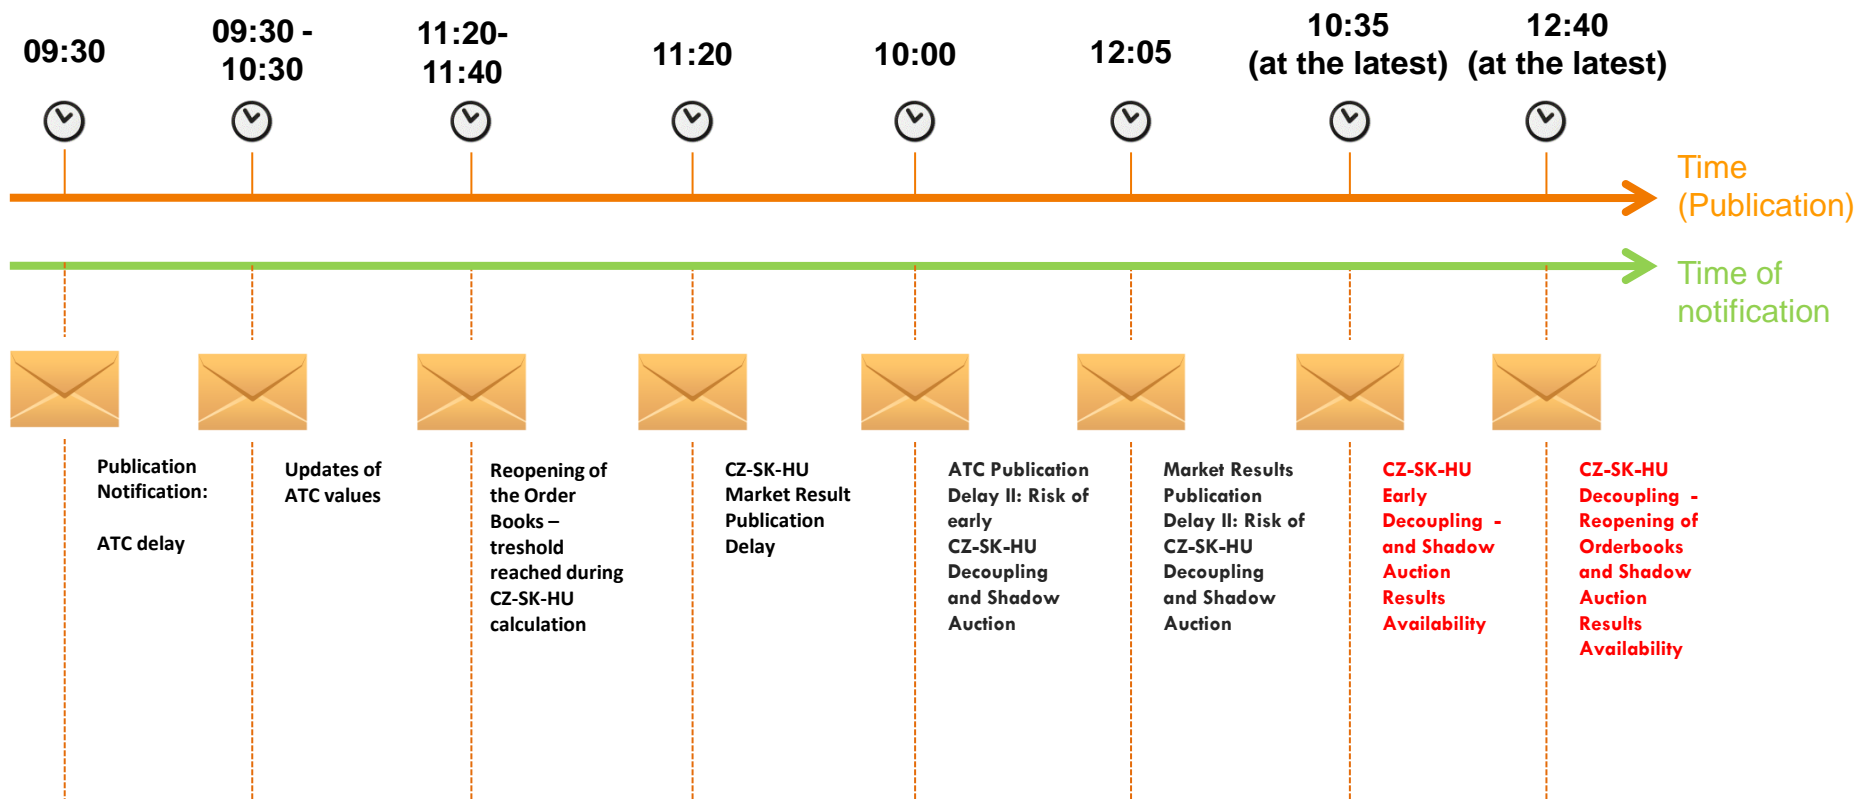 09:30
09:30 -
10:30
11:20-
11:40
11:20
10:00
12:05
10:35
(at the latest)
12:40
(at the latest)
Time
(Publication)
Time of
notification
Publication
Notification:
ATC delay
Updates of
ATC values
Reopening of
the Order
Books –
treshold
reached during
CZ-SK-HU
calculation
CZ-SK-HU
Market Result
Publication
Delay
ATC Publication
Delay II: Risk of
early
CZ-SK-HU
Decoupling
and Shadow
Auction
Market Results
Publication
Delay II: Risk of
CZ-SK-HU
Decoupling
and Shadow
Auction
CZ-SK-HU
Early
Decoupling -
and Shadow
Auction
Results
Availability
CZ-SK-HU
Decoupling -
Reopening of
Orderbooks
and Shadow
Auction
Results
Availability